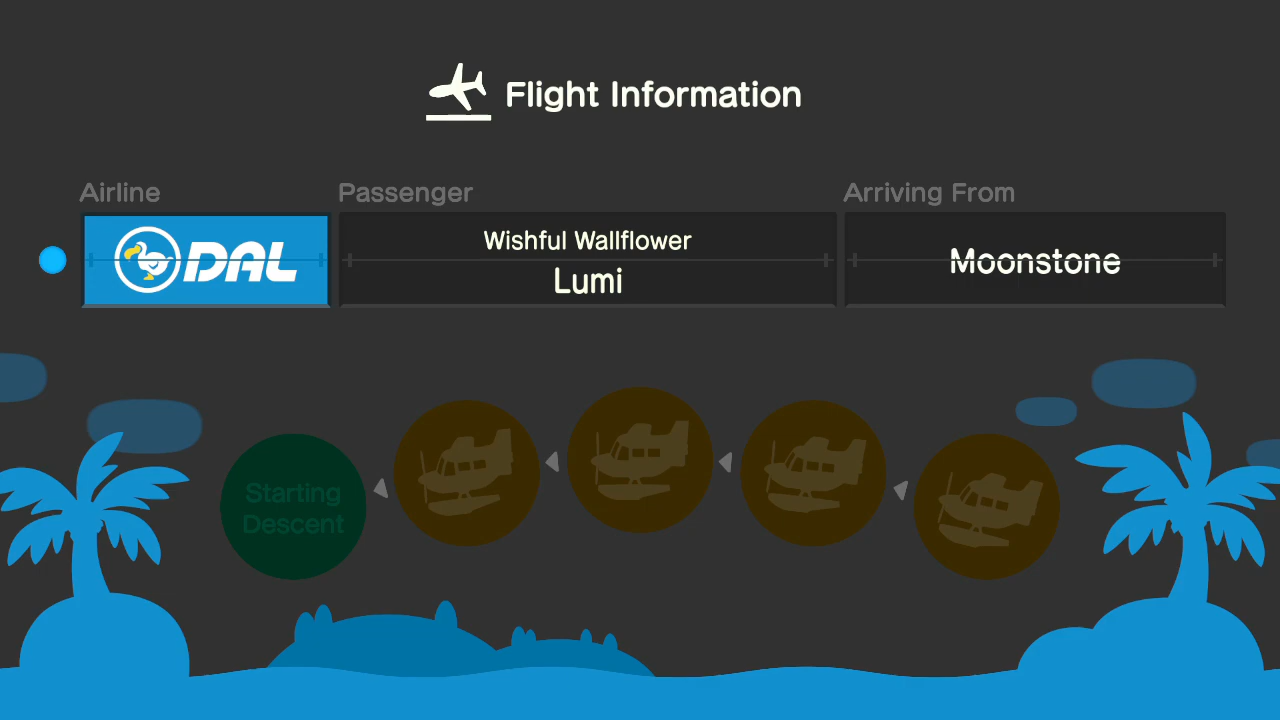 Flight Information
Airline
Passenger
Arriving From
DAL
Wishful Wallflower
Lumi
Moonstone
Starting
Descent